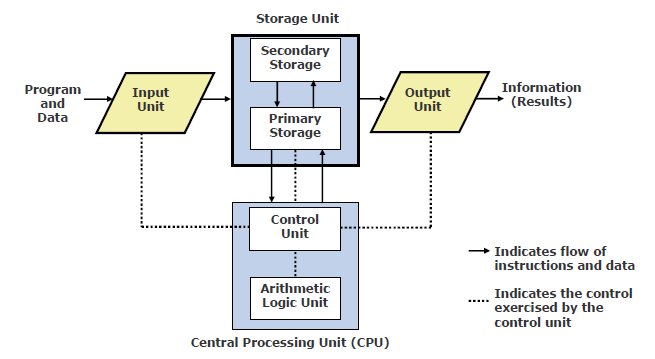 Storage Unit
Secondary
Storage
Program
and
Data
Input
Unit
Primary
Storage
Output
Unit
Information
(Results)
Control
Unit
Arithmetic
Logic Unit
Central Processing Unit (CPU)
Indicates flow of
instructions and data
Indicates the control
exercised by the
control unit